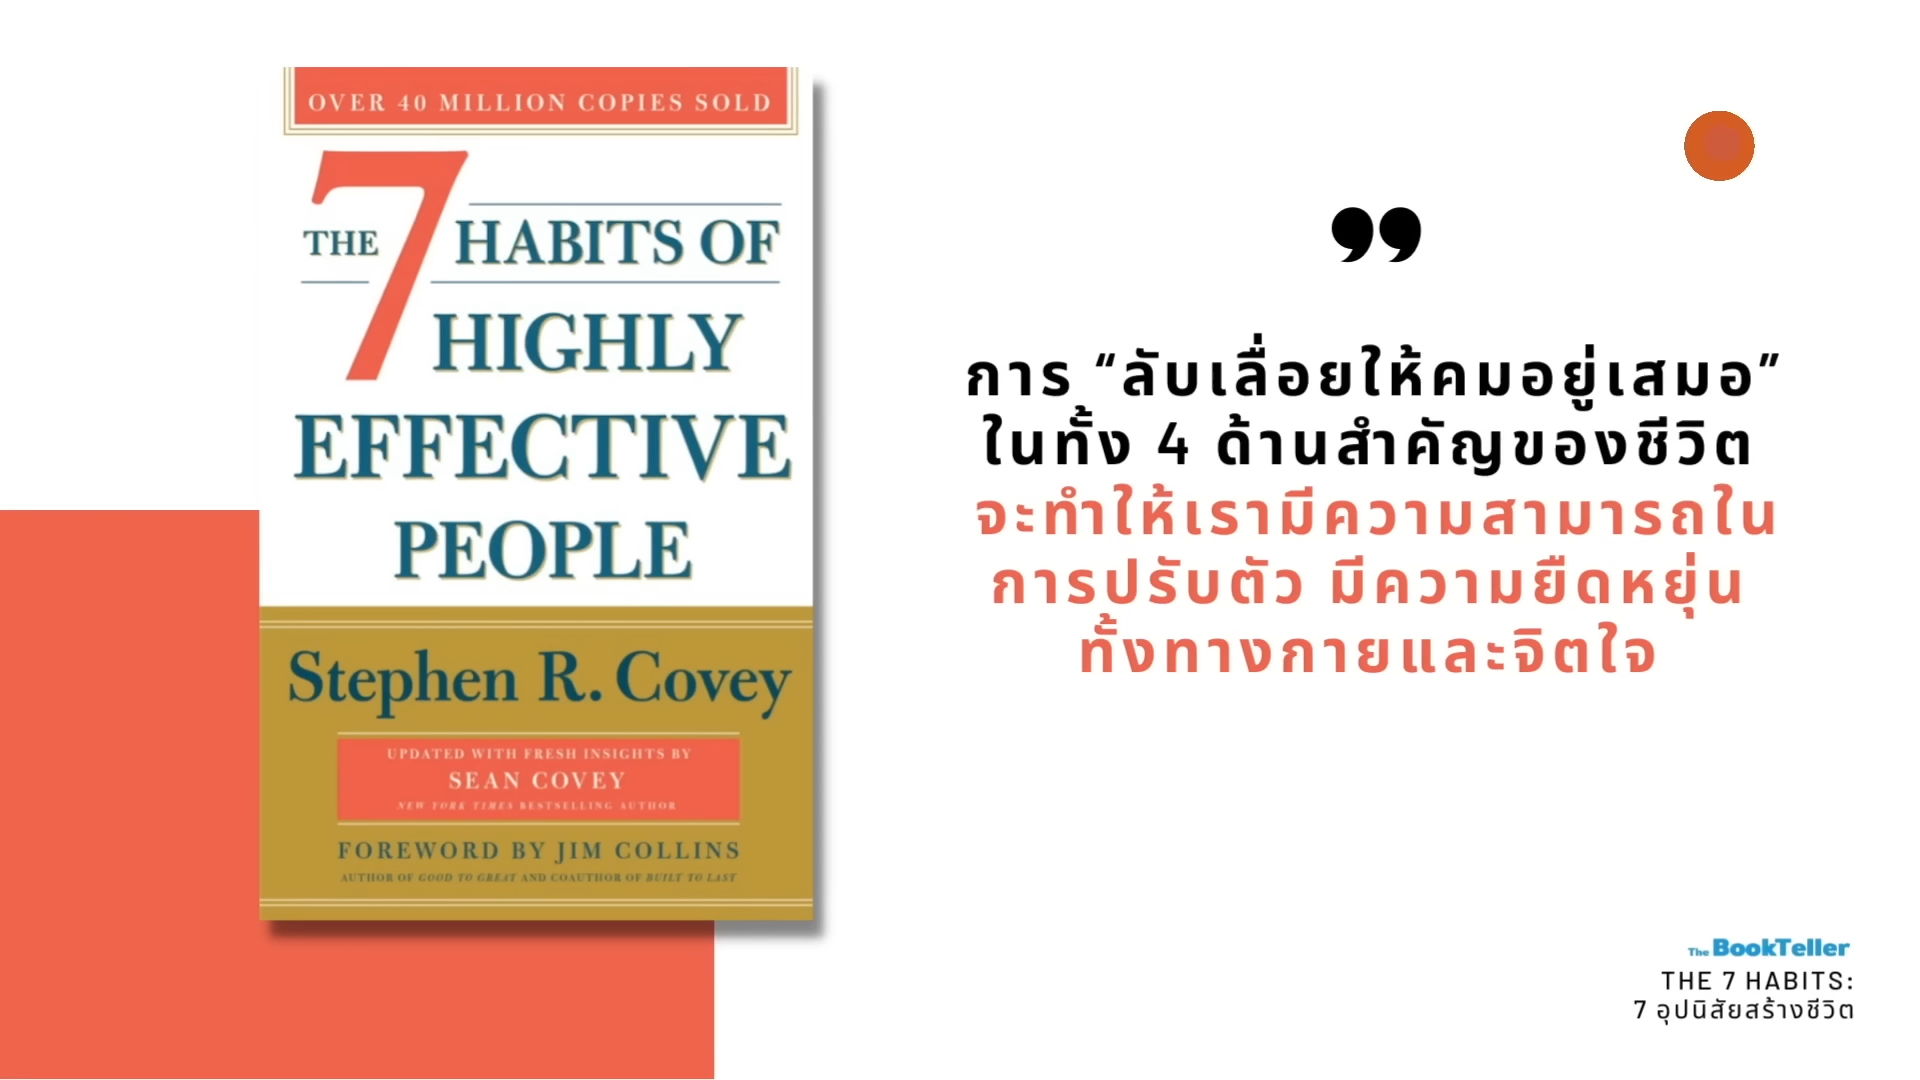 OVER 40 MILLION COPIES SOLD
THE 7 HABITS OF
HIGHLY
EFFECTIVE
PEOPLE
Stephen R. Covey
UPDATED WITH FRESH INSIGHTS BY
SEAN COVEY
NEW YORK TIMES BESTSELLING AUTHOR
FOREWORD BY JIM COLLINS
AUTHOR OF GOOD TO GREAT AND COAUTHOR OF BUILT TO LAST
”
การ “ลับเลื่อยให้คมอยู่เสมอ”
ในทั้ง 4 ด้านสำคัญของชีวิต
จะทำให้เรามีความสามารถใน
การปรับตัว มีความยืดหยุ่น
ทั้งทางกายและจิตใจ
The BookTeller
THE 7 HABITS:
7 อุปนิสัยสร้างชีวิต